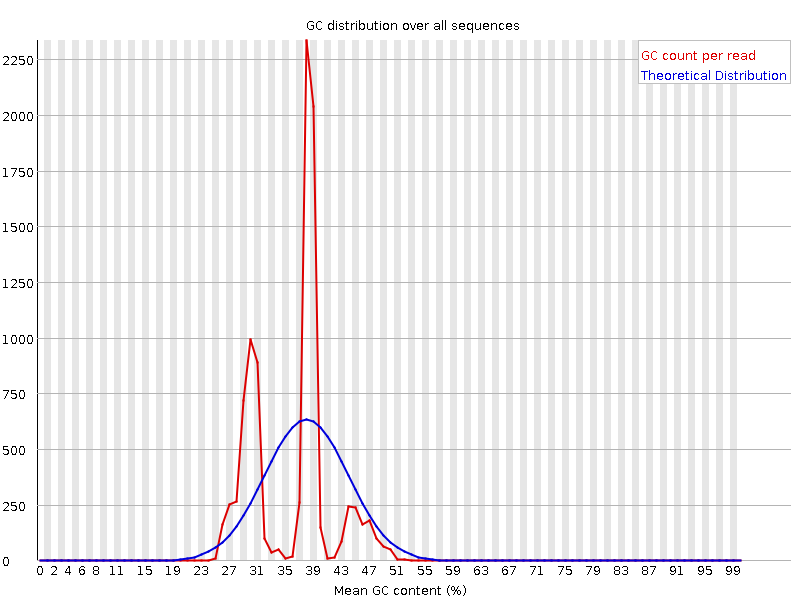 GC distribution over all sequences
GC count per read
Theoretical Distribution
2250
2000
1750
1500
1250
1000
750
500
250
0
0 2 4 6 8 11 15 19 23 27 31 35 39 43 47 51 55 59 63 67 71 75 79 83 87 91 95 99
Mean GC content (%)